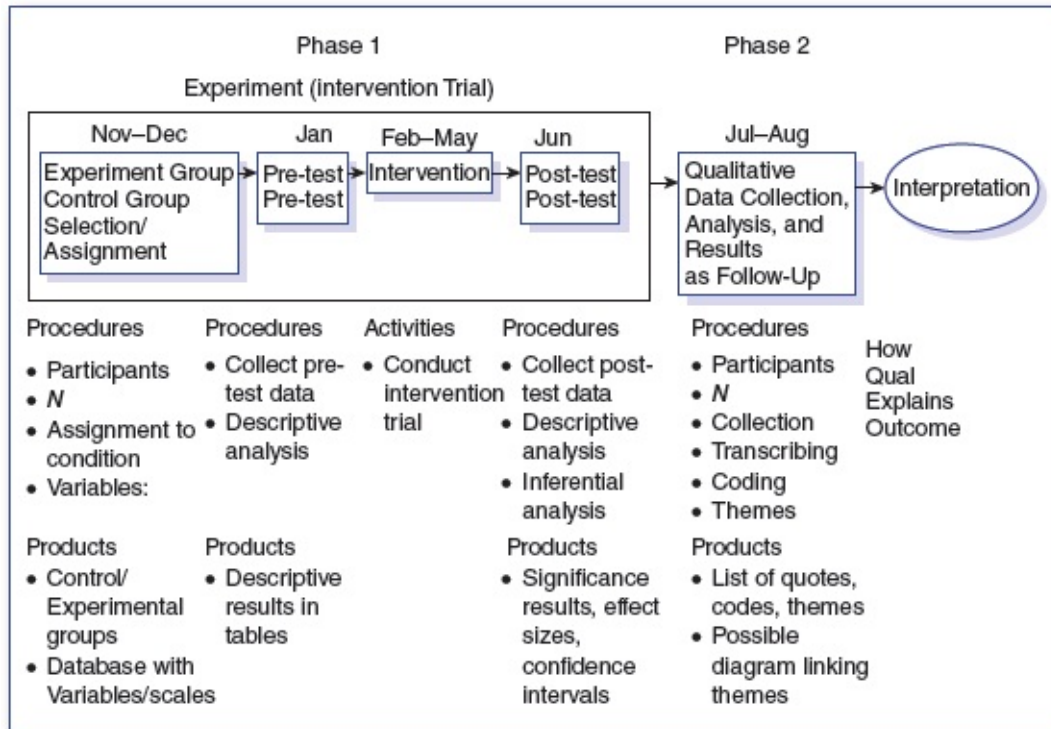 Phase 1
Phase 2
Experiment (intervention Trial)
Nov–Dec
Experiment Group
Control Group
Selection/
Assignment
Jan
Pre-test
Pre-test
Feb–May
Intervention
Jun
Post-test
Post-test
Jul–Aug
Qualitative
Data Collection,
Analysis, and
Results
as Follow-Up
Interpretation
Procedures
• Participants
• N
• Assignment to
condition
• Variables:
Procedures
• Collect pre-
test data
• Descriptive
analysis
Activities
• Conduct
intervention
trial
Procedures
• Collect post-
test data
• Descriptive
analysis
• Inferential
analysis
Procedures
• Participants
• N
• Collection
• Transcribing
• Coding
• Themes
How
Qual
Explains
Outcome
Products
• Control/
Experimental
groups
• Database with
Variables/scales
Products
• Descriptive
results in
tables
Products
• Significance
results, effect
sizes,
confidence
intervals
Products
• List of quotes,
codes, themes
• Possible
diagram linking
themes